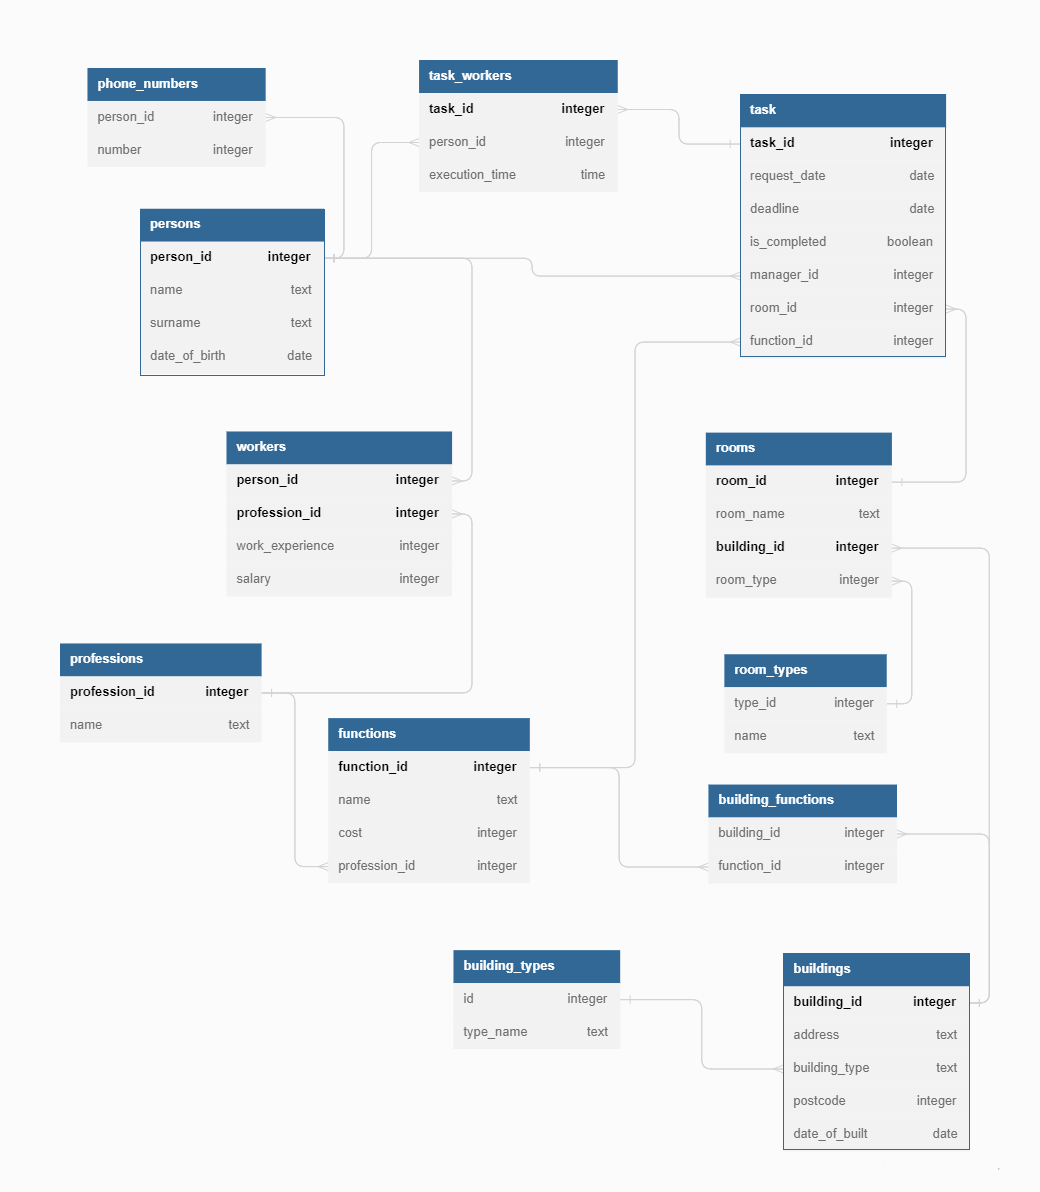 phone_numbers
person_id integer
number integer
task_workers
task_id integer
person_id integer
execution_time time
task
task_id integer
request_date date
deadline date
is_completed boolean
manager_id integer
room_id integer
function_id integer
persons
person_id integer
name text
surname text
date_of_birth date
workers
person_id integer
profession_id integer
work_experience integer
salary integer
rooms
room_id integer
room_name text
building_id integer
room_type integer
professions
profession_id integer
name text
room_types
type_id integer
name text
functions
function_id integer
name text
cost integer
profession_id integer
building_functions
building_id integer
function_id integer
building_types
id integer
type_name text
buildings
building_id integer
address text
building_type text
postcode integer
date_of_built date